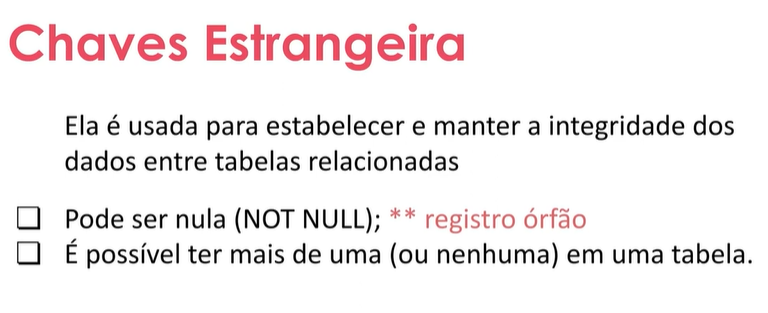 Chaves Estrangeira
Ela é usada para estabelecer e manter a integridade dos
dados entre tabelas relacionadas
❏ Pode ser nula (NOT NULL); ** registro órfão
❏ É possível ter mais de uma (ou nenhuma) em uma tabela.